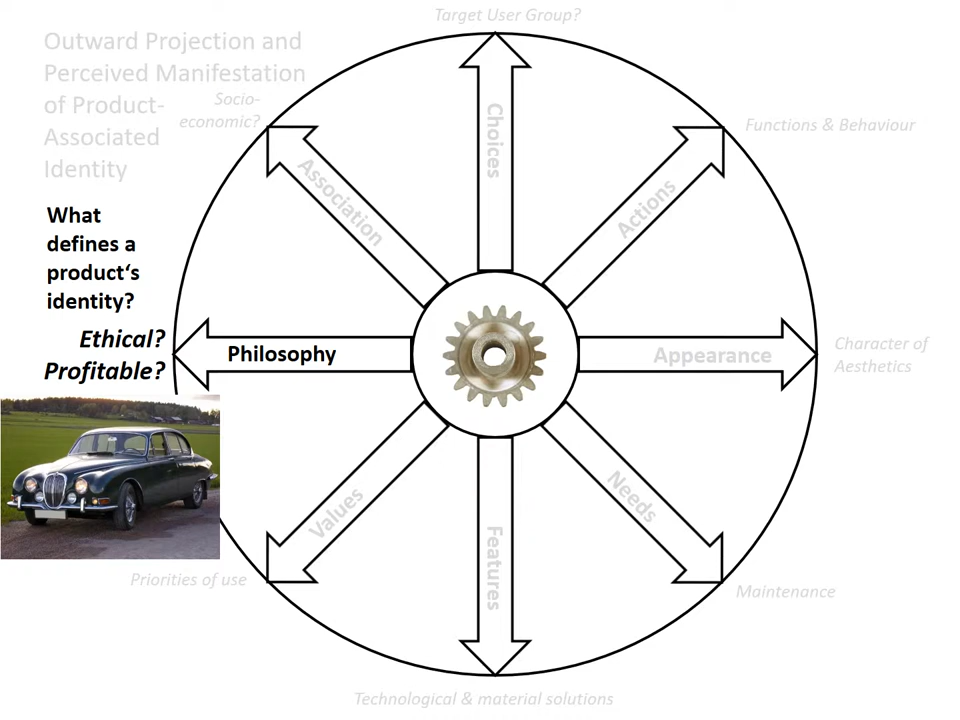 Target User Group?
Outward Projection and
Perceived Manifestation
of Product-
Associated
Identity
Socio-
economic?
Functions & Behaviour
Choices
Association
Actions
What
defines a
product‘s
identity?
Ethical?
Profitable?
Philosophy
Appearance
Character of
Aesthetics
Values
Features
Needs
Priorities of use
Maintenance
Technological & material solutions